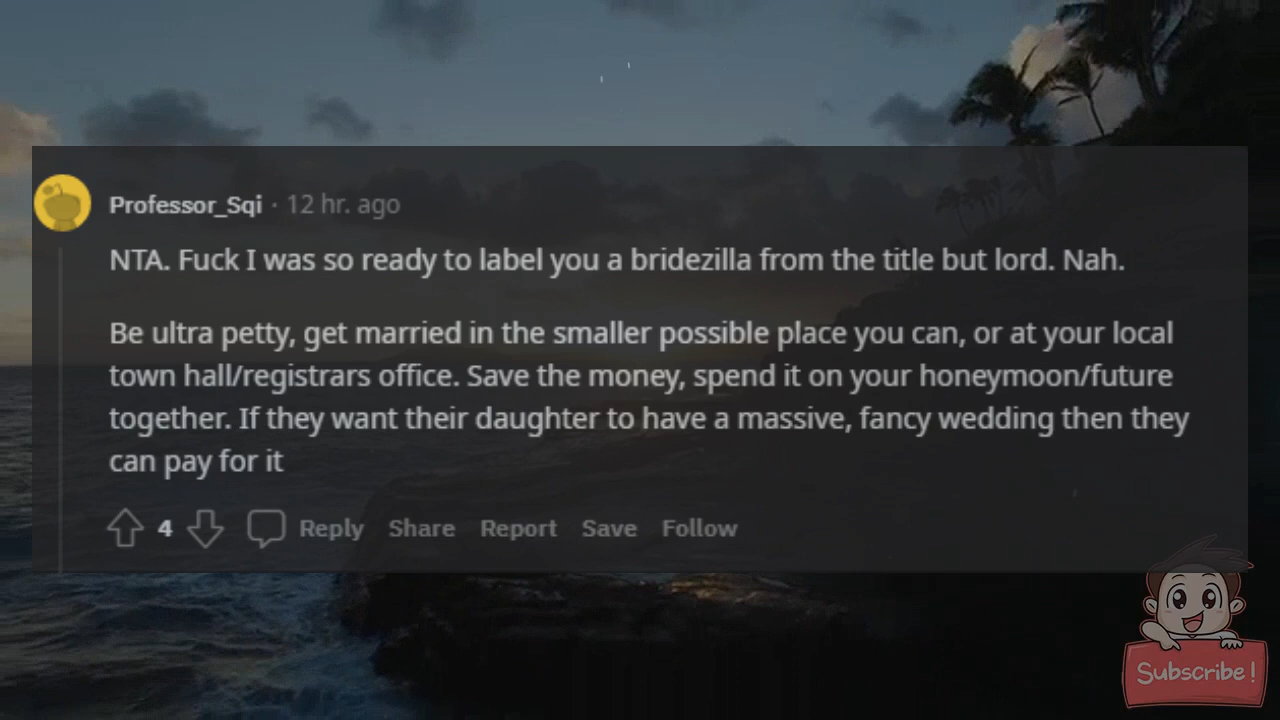 Professor_Sqi · 12 hr. ago
NTA. Fuck I was so ready to label you a bridezilla from the title but lord. Nah.
Be ultra petty, get married in the smaller possible place you can, or at your local
town hall/registrars office. Save the money, spend it on your honeymoon/future
together. If they want their daughter to have a massive, fancy wedding then they
can pay for it
4 Reply Share Report Save Follow
Subscribe!